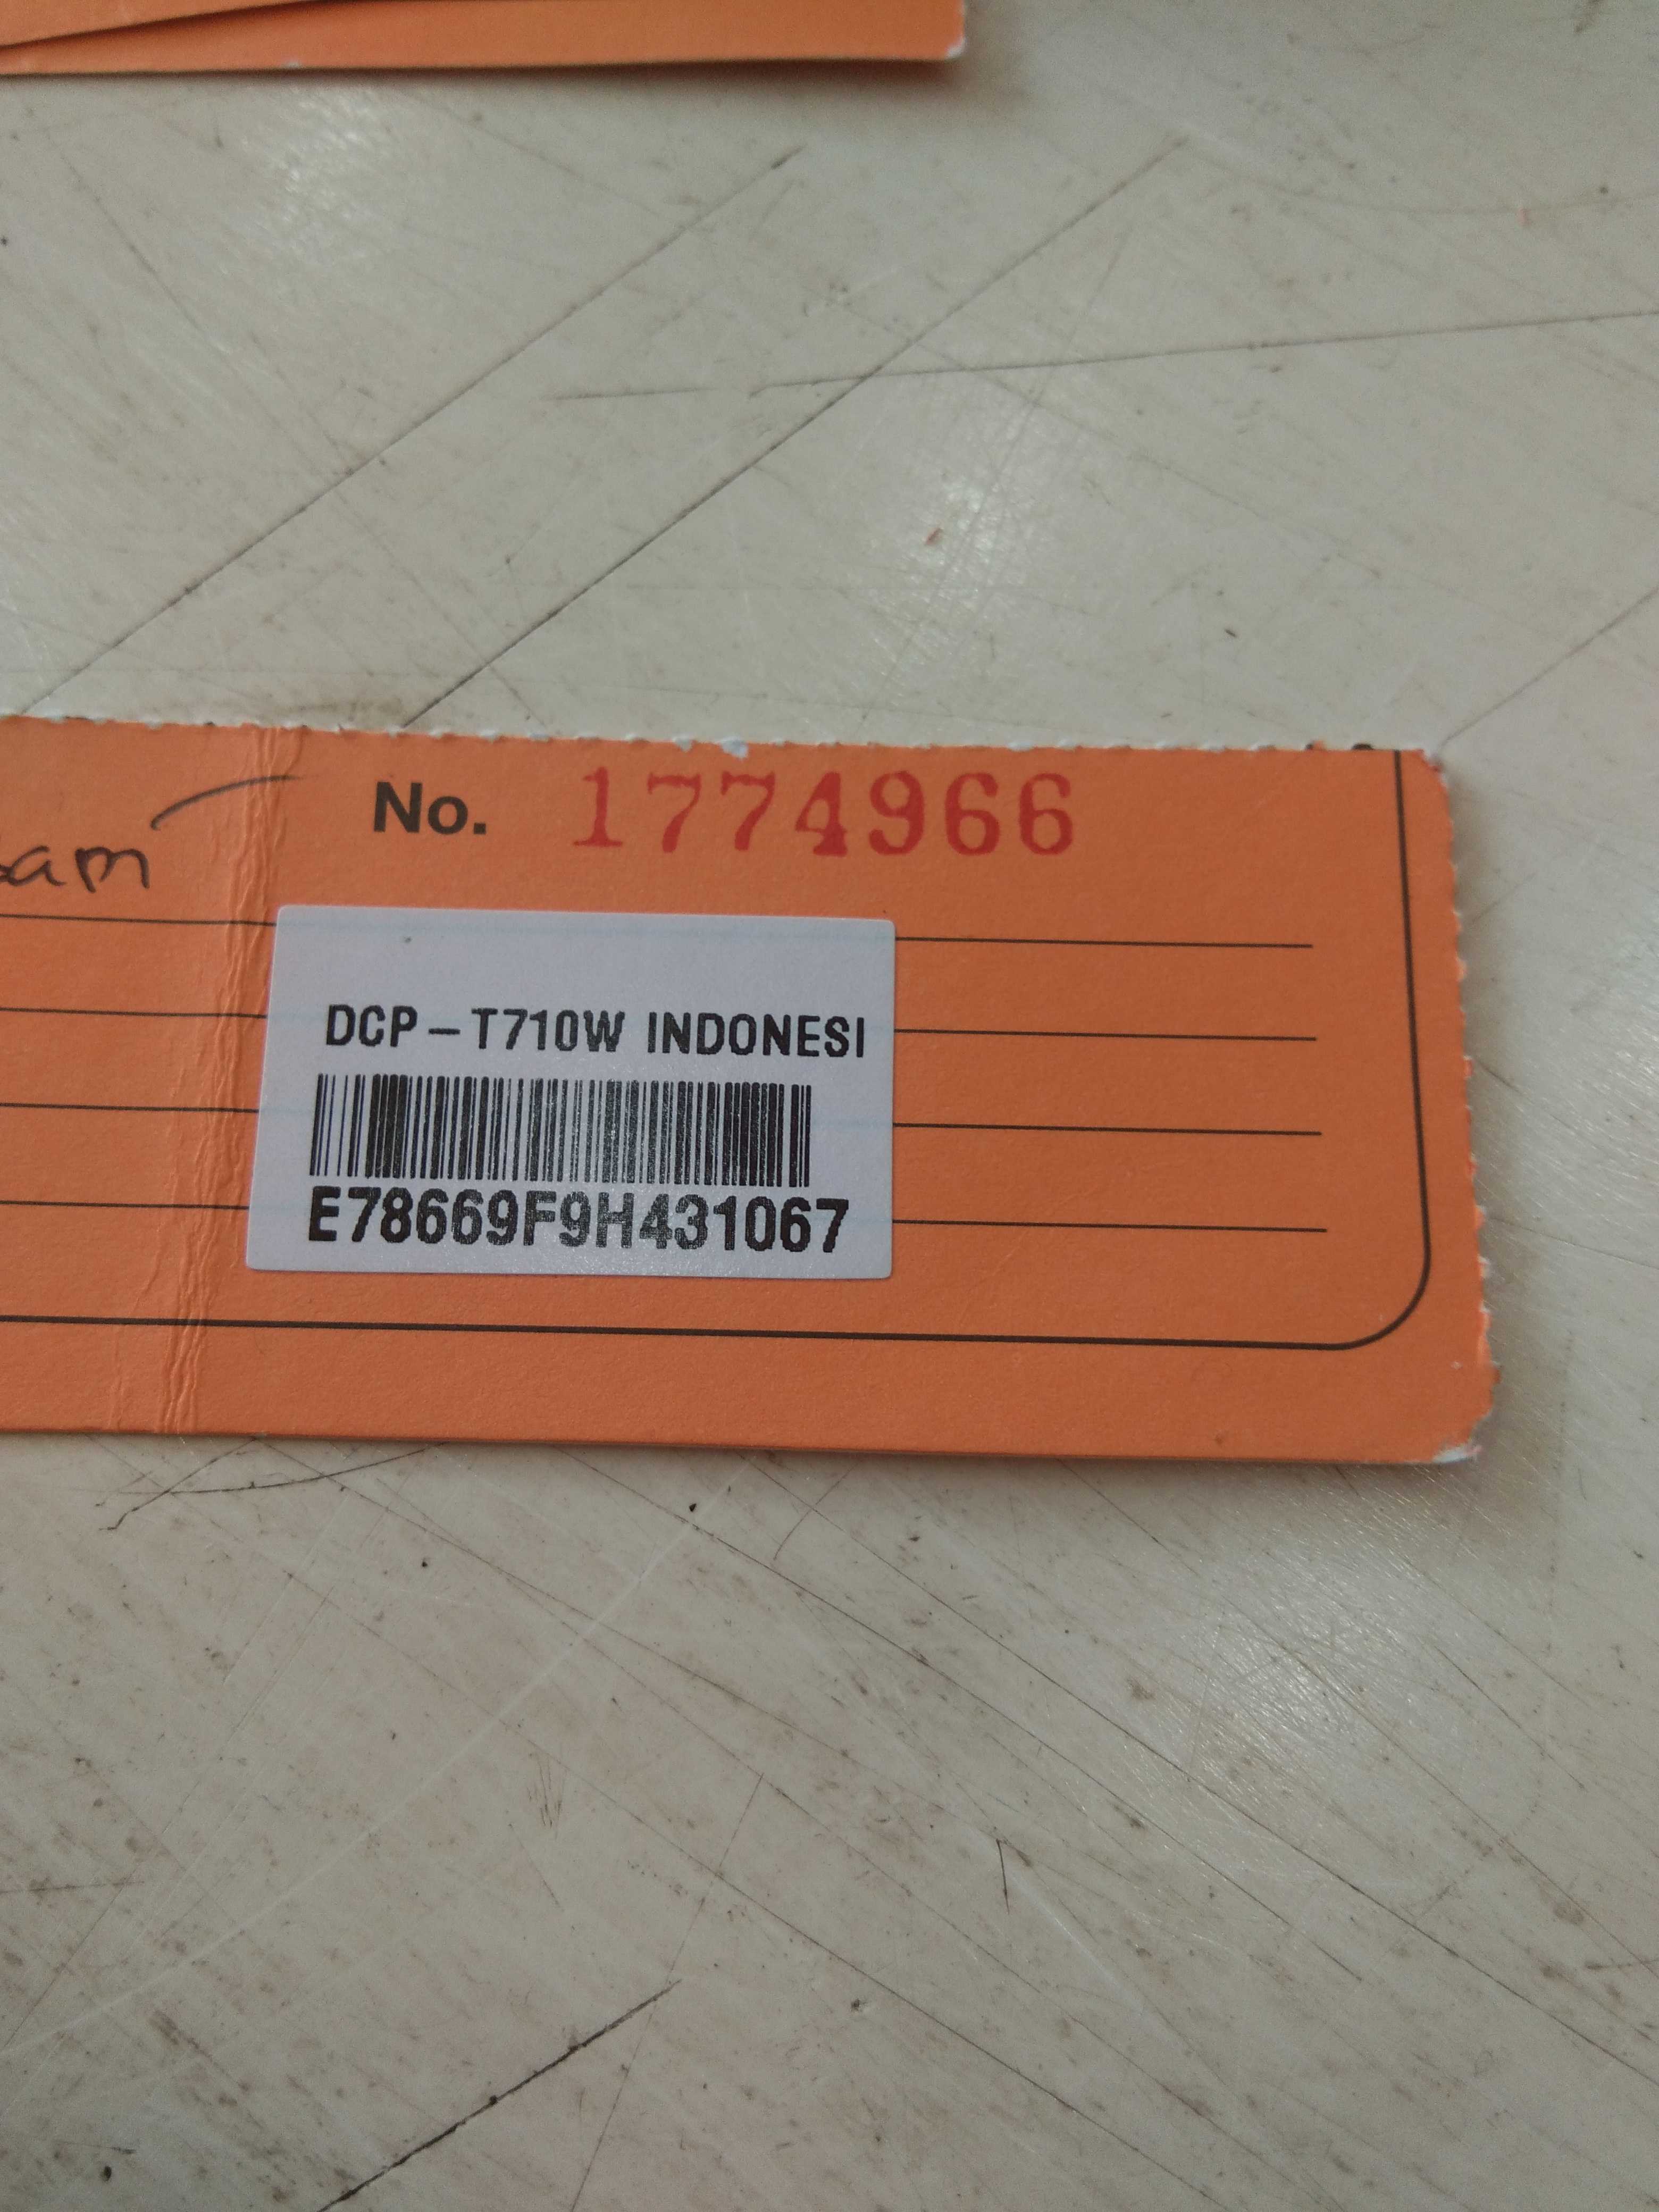 No. 1774966
DCP-T710W INDONESI
E78669F9H431067